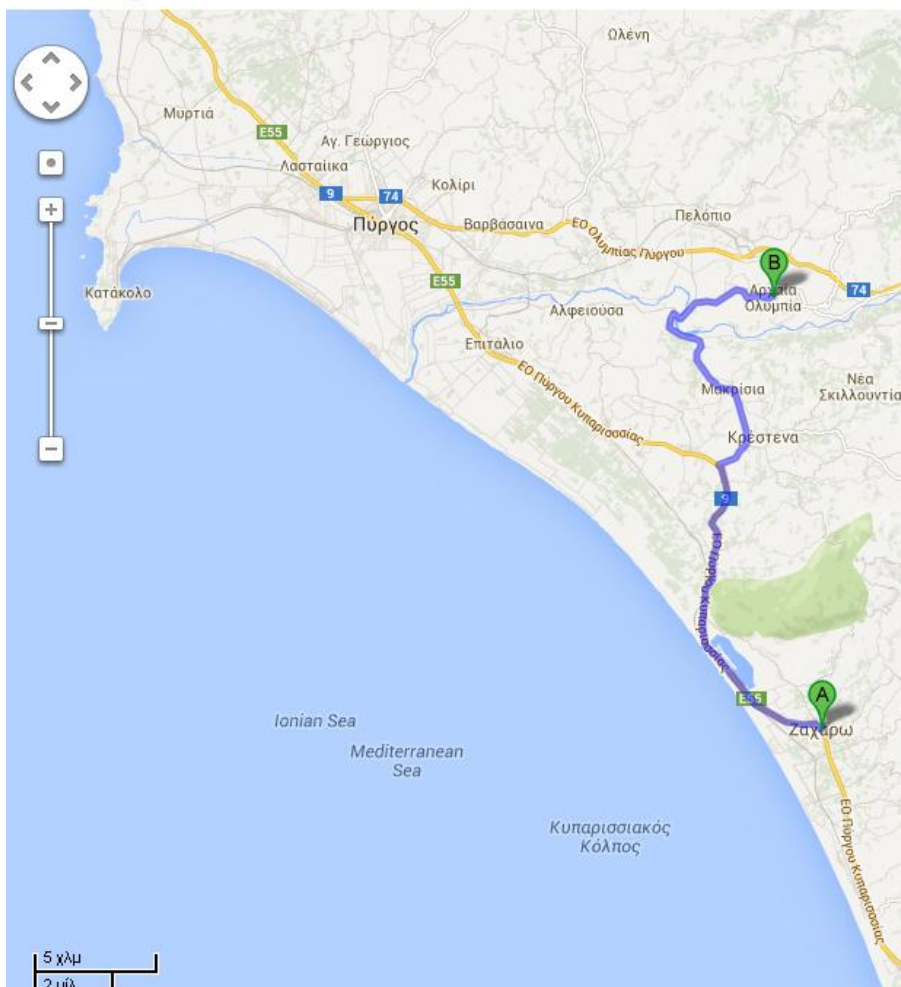 Ωλένη
Μυρτιά
E55
Αγ. Γεώργιος
Λασταίικα
Κολίρι
9
74
Πύργος
Βαρβάσαινα
Πελόπιο
ΕΟ Ολυμπίας Πύργου
B
E55
Κατάκολο
Αρχαία
Ολυμπία
74
Αλφειούσα
Επιτάλιο
ΕΟ Πύργου Κυπαρισσίας
Μακρίσια
Νέα
Σκιλλουντία
Κρέστενα
9
ΕΟ Πύργου Κυπαρισσίας
E55
A
Ζαχάρω
Ionian Sea
Mediterranean
Sea
Κυπαρισσιακός
Κόλπος
ΕΟ Πύργου Κυπαρισσίας
5 χλμ
2 μίλ